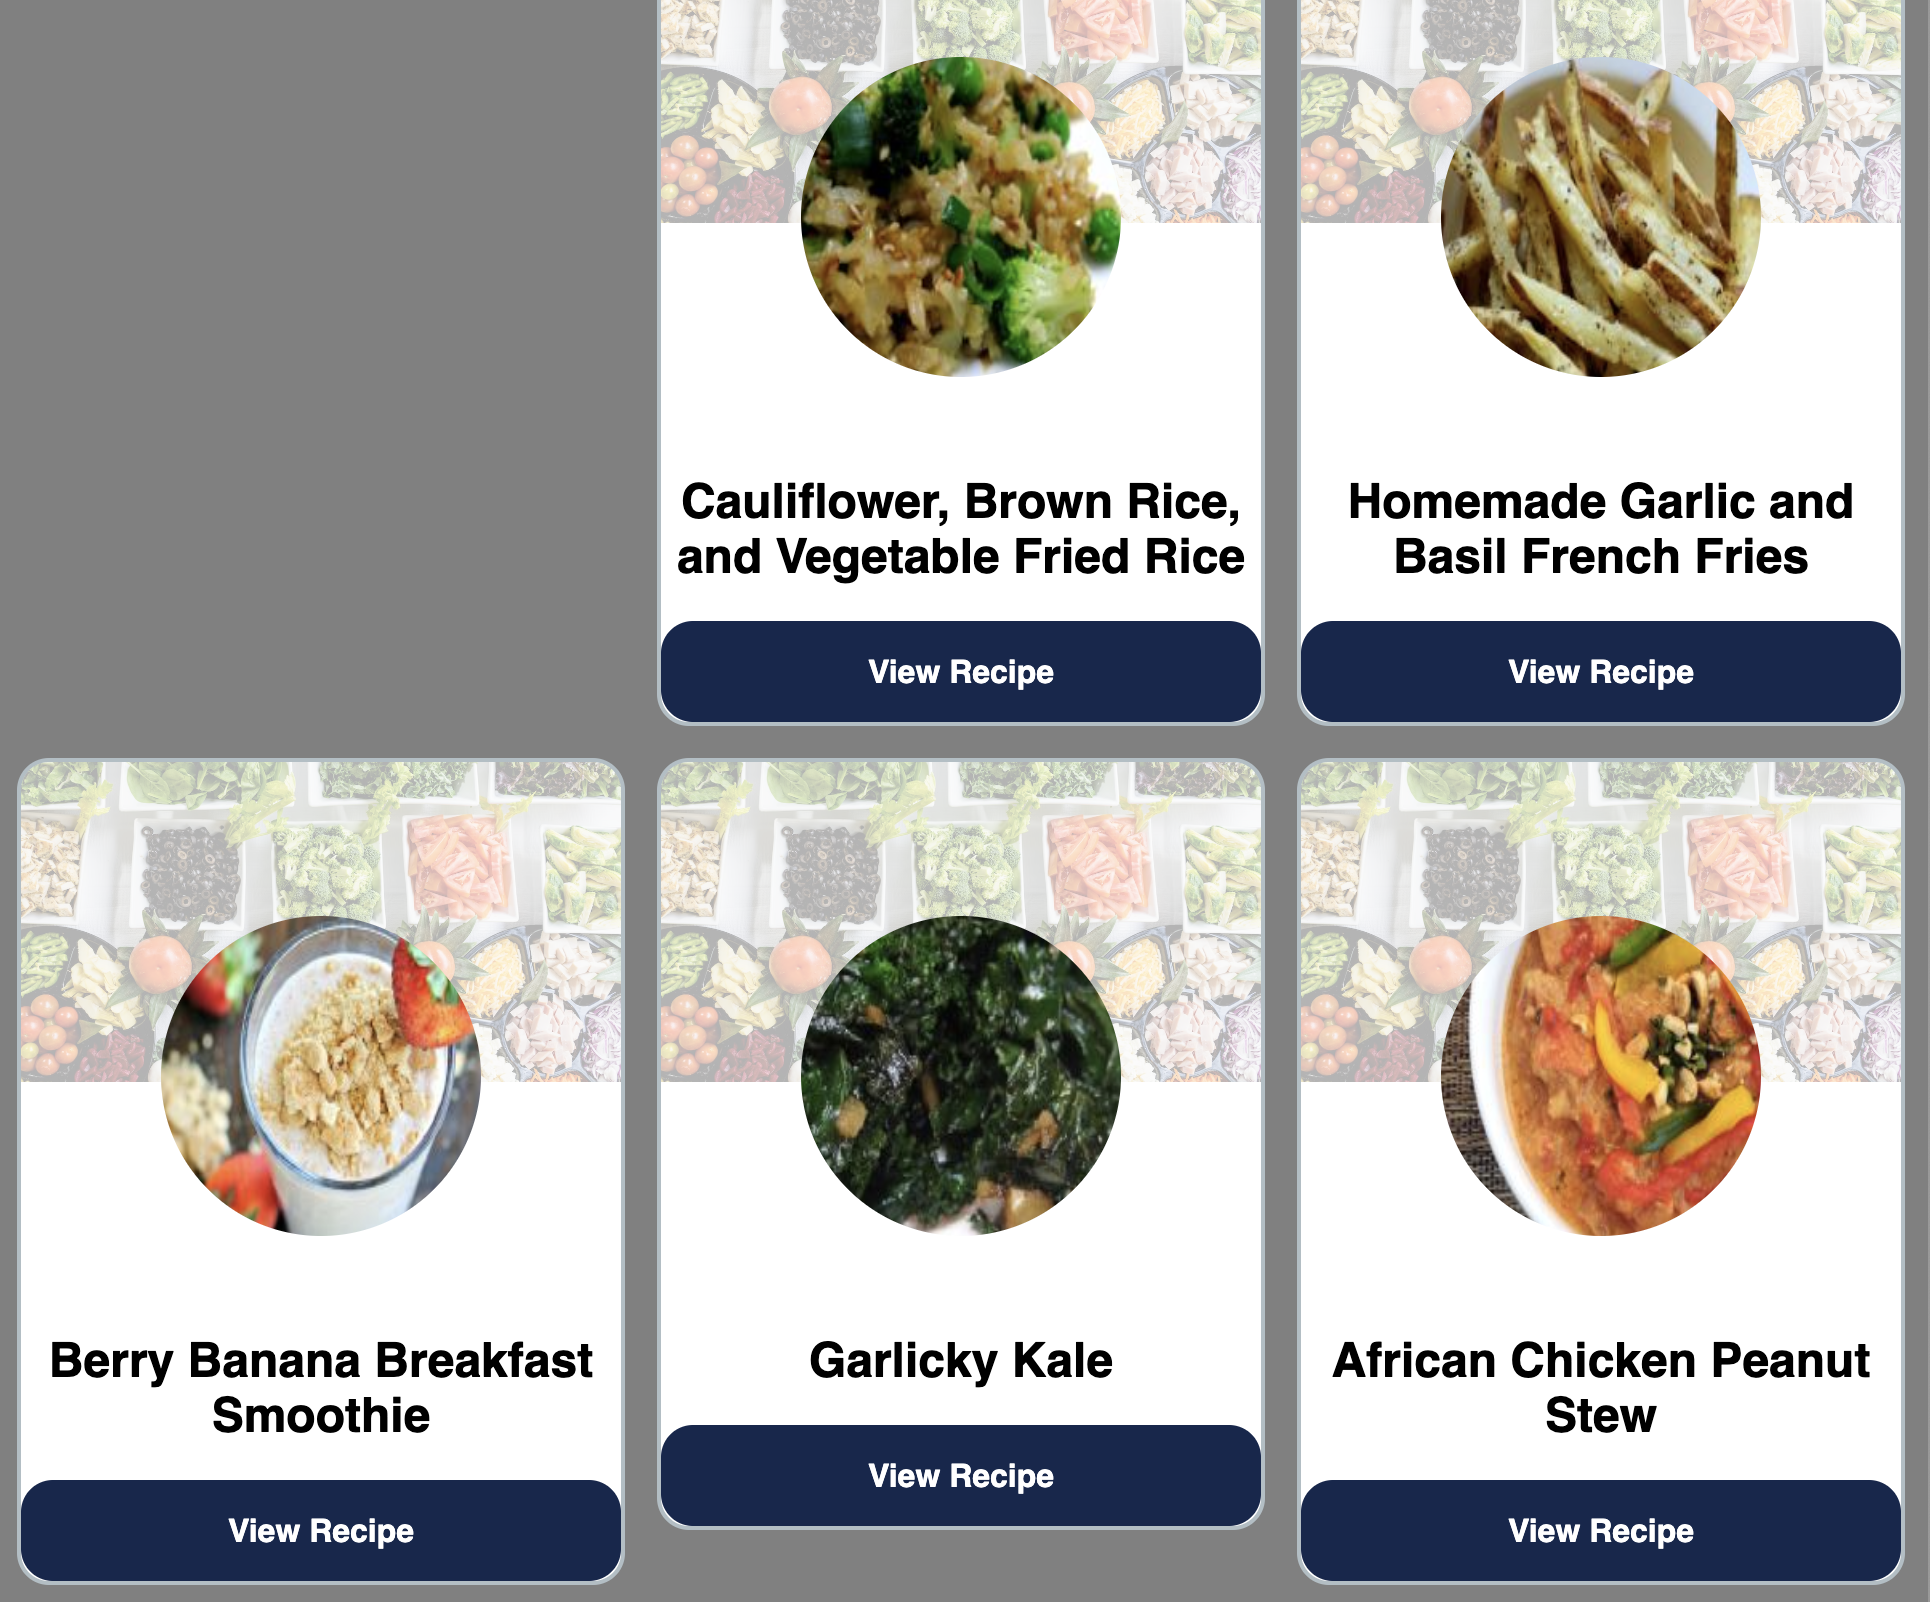 Cauliflower, Brown Rice,
and Vegetable Fried Rice
View Recipe
Homemade Garlic and
Basil French Fries
View Recipe
Berry Banana Breakfast
Smoothie
View Recipe
Garlicky Kale
View Recipe
African Chicken Peanut
Stew
View Recipe